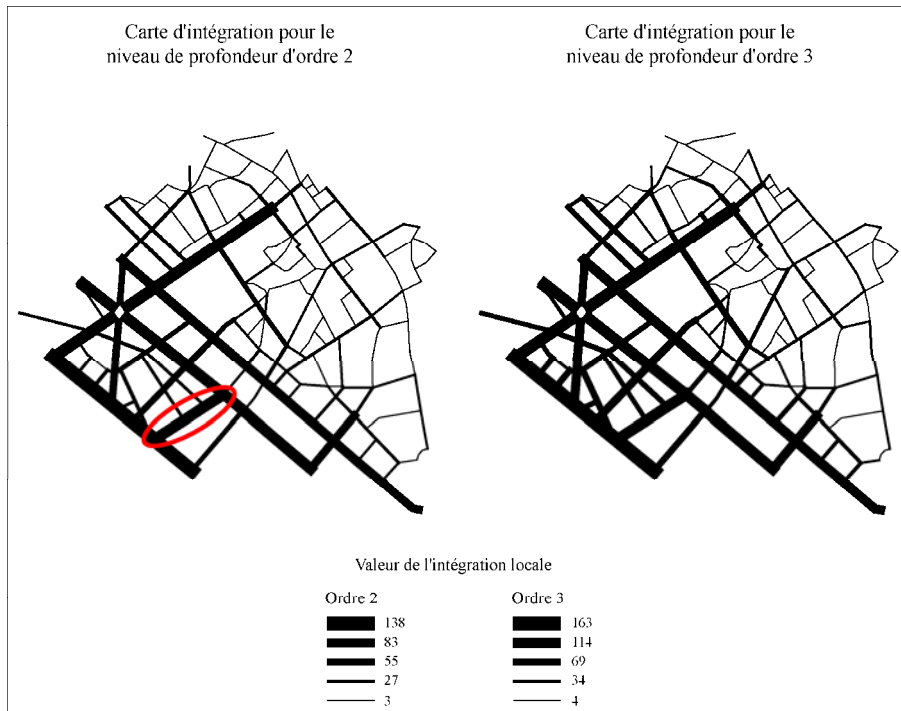 Carte d'intégration pour le
niveau de profondeur d'ordre 2
Carte d'intégration pour le
niveau de profondeur d'ordre 3
Valeur de l'intégration locale
Ordre 2
138
83
55
27
3
Ordre 3
163
114
69
34
4